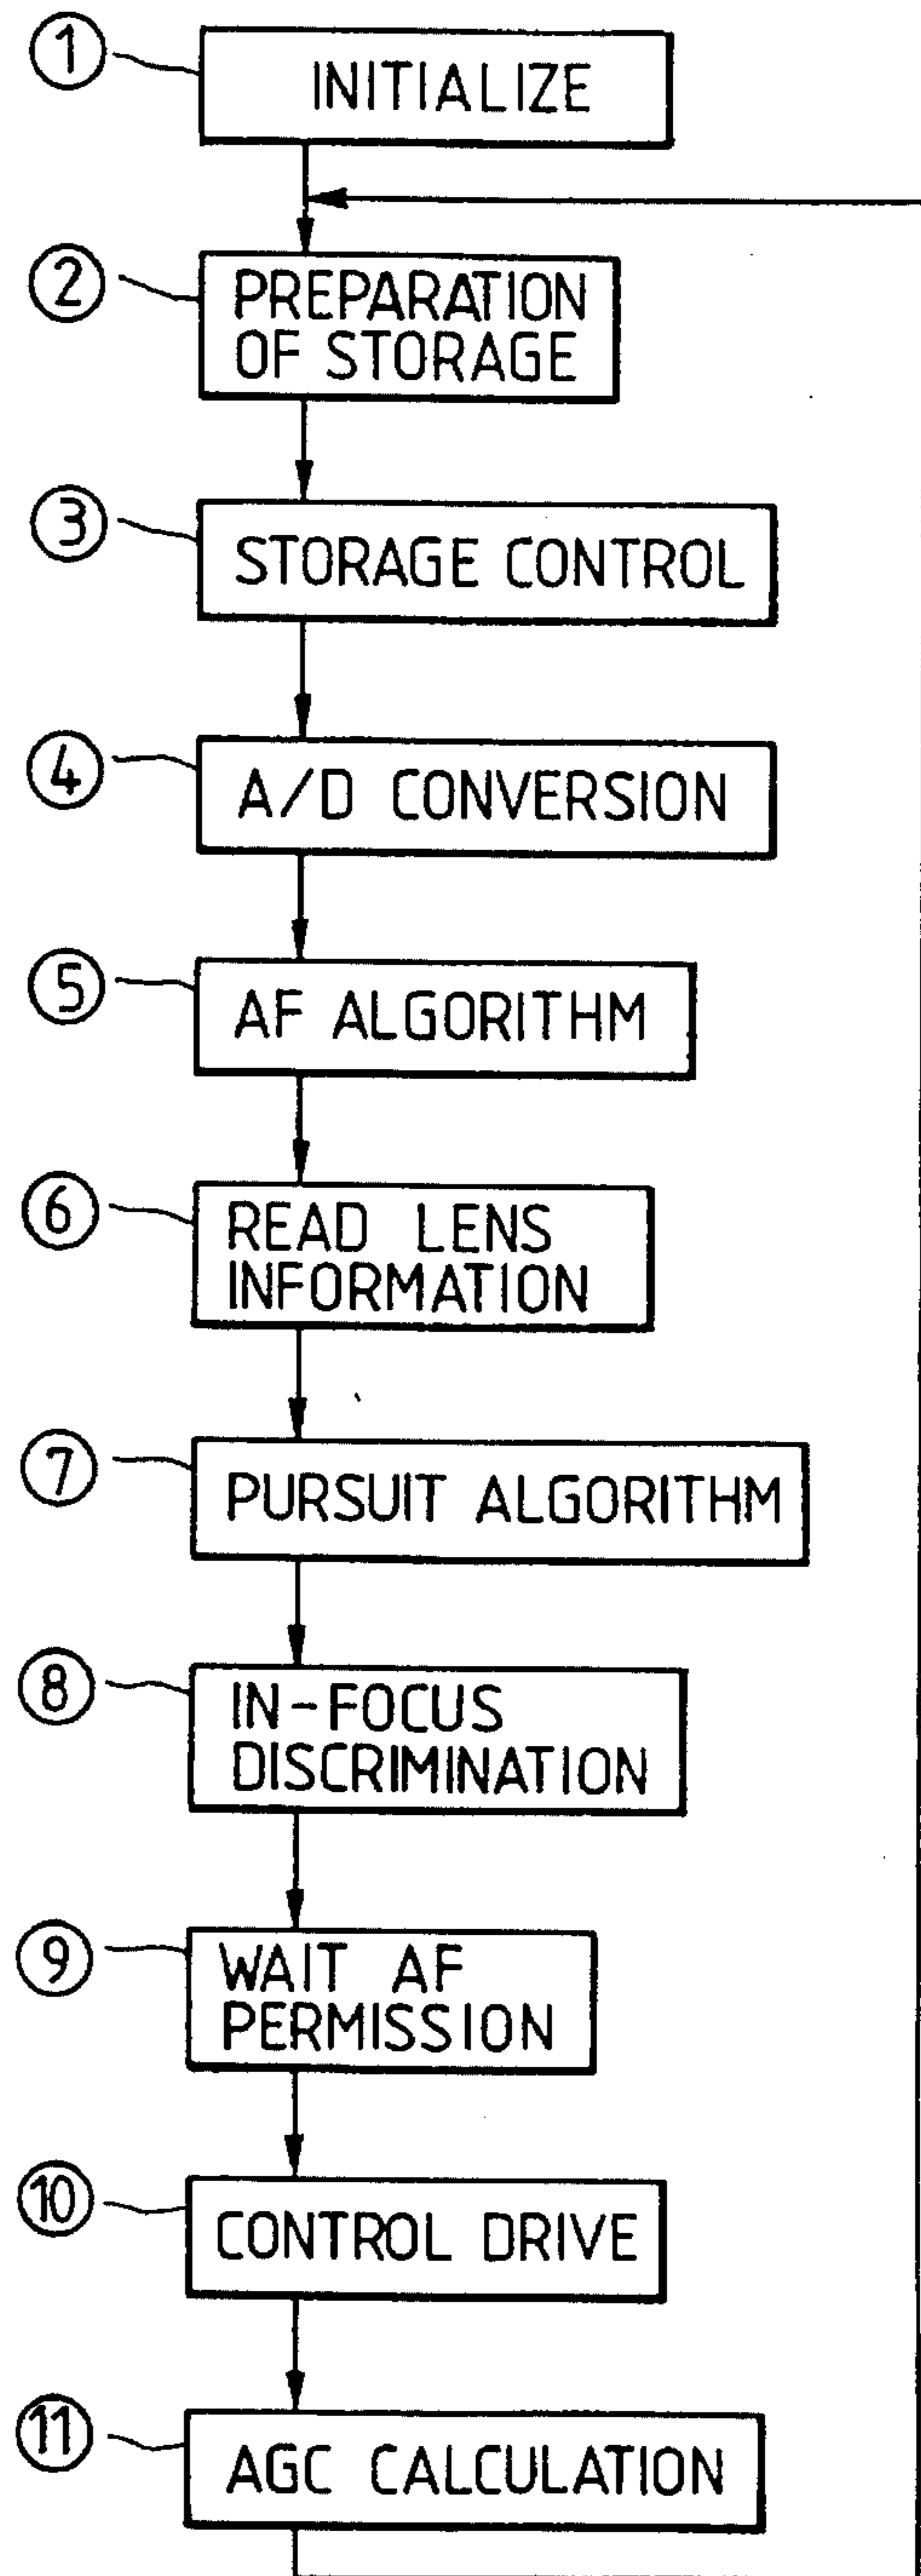 ① INITIALIZE
② PREPARATION
OF STORAGE
③ STORAGE CONTROL
④ A/D CONVERSION
⑤ AF ALGORITHM
⑥ READ LENS
INFORMATION
⑦ PURSUIT ALGORITHM
⑧ IN-FOCUS
DISCRIMINATION
⑨ WAIT AF
PERMISSION
⑩ CONTROL DRIVE
⑪ AGC CALCULATION